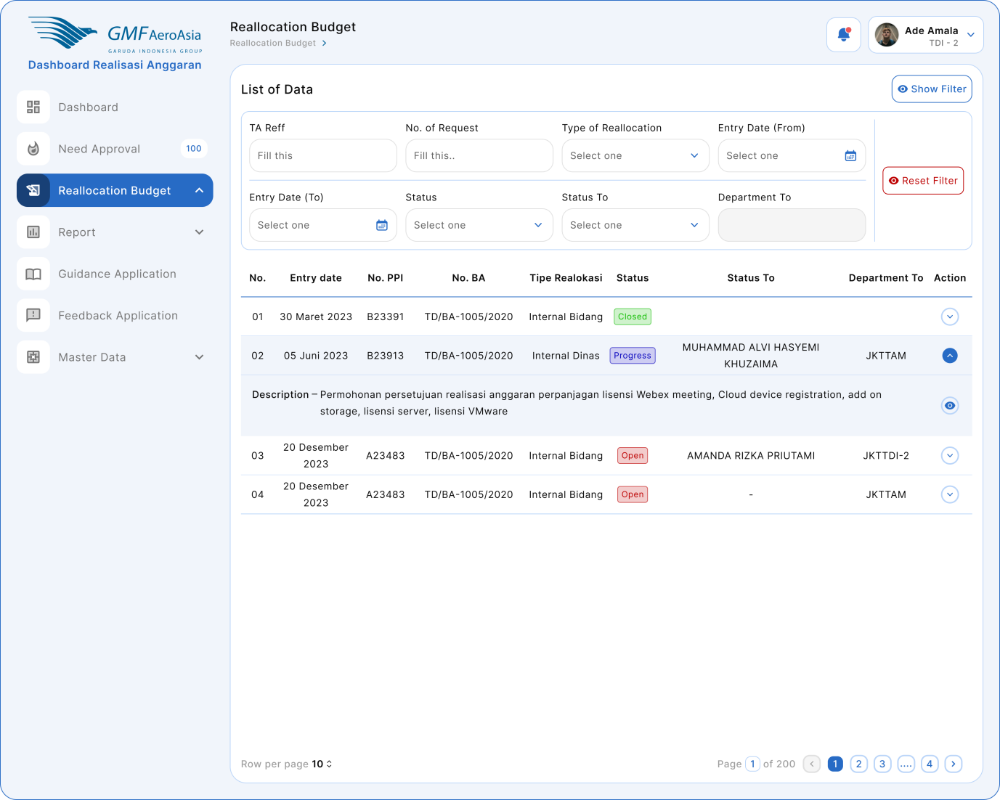 GMF AeroAsia
GARUDA INDONESIA GROUP
Dashboard Realisasi Anggaran
Dashboard
Need Approval 100
Reallocation Budget
Report
Guidance Application
Feedback Application
Master Data
Reallocation Budget
Reallocation Budget >
Ade Amala
TDI - 2
List of Data
Show Filter
TA Reff No. of Request Type of Reallocation Entry Date (From)
Fill this Fill this.. Select one Select one
Reset Filter
Entry Date (To) Status Status To Department To
Select one Select one Select one
No. Entry date No. PPI No. BA Tipe Realokasi Status Status To Department To Action
01 30 Maret 2023 B23391 TD/BA-1005/2020 Internal Bidang Closed
02 05 Juni 2023 B23913 TD/BA-1005/2020 Internal Dinas Progress MUHAMMAD ALVI HASYEMI JKTTAM
KHUZAIMA
Description – Permohonan persetujuan realisasi anggaran perpanjagan lisensi Webex meeting, Cloud device registration, add on
storage, lisensi server, lisensi VMware
03 20 Desember A23483 TD/BA-1005/2020 Internal Bidang Open AMANDA RIZKA PRIUTAMI JKTTDI-2
2023
04 20 Desember A23483 TD/BA-1005/2020 Internal Bidang Open - JKTTAM
2023
Row per page 10
Page 1 of 200 < 1 2 3 .... 4 >